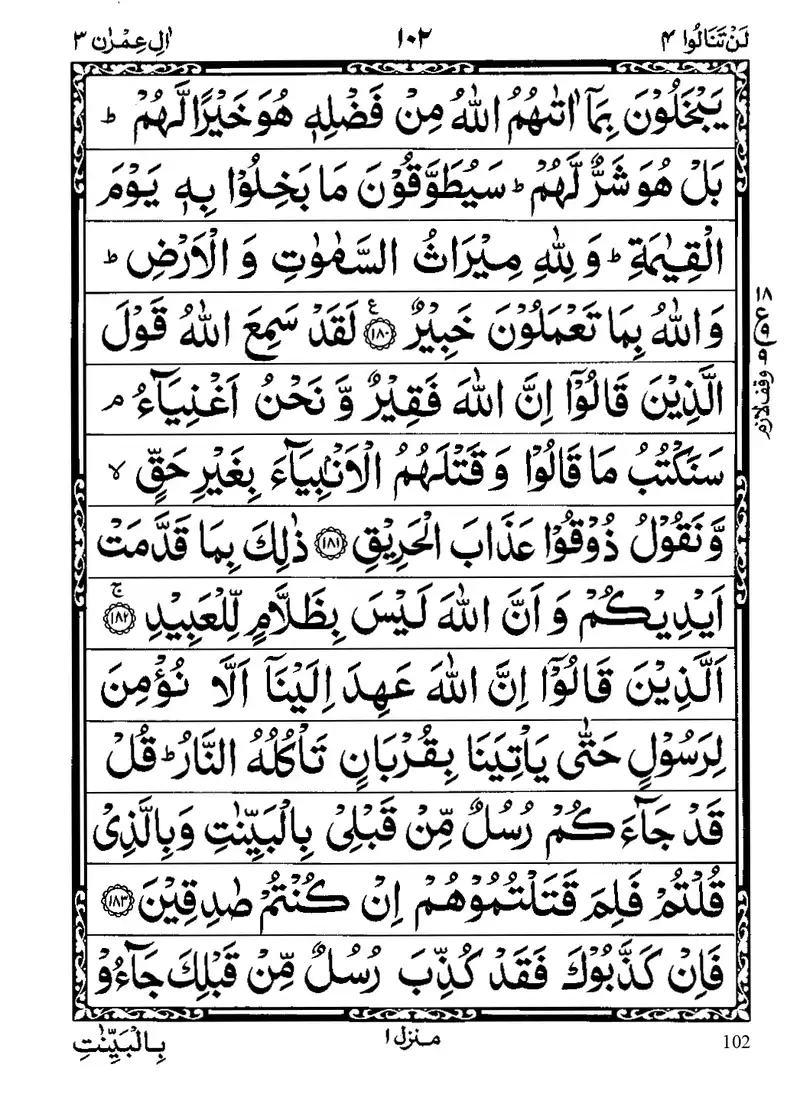 لَنْ تَنَالُوا ۴ ١٠٢ اٰلِ عِمْرٰن ٣
يَبْخَلُوْنَ بِمَاۤ اٰتٰىهُمُ اللّٰهُ مِنْ فَضْلِهٖ هُوَ خَيْرًا لَّهُمْ ؕ
بَلْ هُوَ شَرٌّ لَّهُمْ ؕ سَيُطَوَّقُوْنَ مَا بَخِلُوْا بِهٖ يَوْمَ
الْقِيٰمَةِ ؕ وَ لِلّٰهِ مِيْرَاثُ السَّمٰوٰتِ وَ الْاَرْضِ ؕ
وَ اللّٰهُ بِمَا تَعْمَلُوْنَ خَبِيْرٌ ﴿١٨٠﴾ ع لَقَدْ سَمِعَ اللّٰهُ قَوْلَ
١٨
ع
٩
الَّذِيْنَ قَالُوْۤا اِنَّ اللّٰهَ فَقِيْرٌ وَّ نَحْنُ اَغْنِيَآءُ ۘ
وقف لازم
سَنَكْتُبُ مَا قَالُوْا وَ قَتْلَهُمُ الْاَنْۢبِيَآءَ بِغَيْرِ حَقٍّ ۙ
وَّ نَقُوْلُ ذُوْقُوْا عَذَابَ الْحَرِيْقِ ﴿١٨١﴾ ذٰلِكَ بِمَا قَدَّمَتْ
اَيْدِيْكُمْ وَ اَنَّ اللّٰهَ لَيْسَ بِظَلَّامٍ لِّلْعَبِيْدِ ﴿١٨٢﴾ ۚ
اَلَّذِيْنَ قَالُوْۤا اِنَّ اللّٰهَ عَهِدَ اِلَيْنَاۤ اَلَّا نُؤْمِنَ
لِرَسُوْلٍ حَتّٰى يَاْتِيَنَا بِقُرْبَانٍ تَاْكُلُهُ النَّارُ ؕ قُلْ
قَدْ جَآءَكُمْ رُسُلٌ مِّنْ قَبْلِىْ بِالْبَيِّنٰتِ وَ بِالَّذِىْ
قُلْتُمْ فَلِمَ قَتَلْتُمُوْهُمْ اِنْ كُنْتُمْ صٰدِقِيْنَ ﴿١٨٣﴾
فَاِنْ كَذَّبُوْكَ فَقَدْ كُذِّبَ رُسُلٌ مِّنْ قَبْلِكَ جَآءُوْ
بِالْبَيِّنٰتِ منزل ١ 102